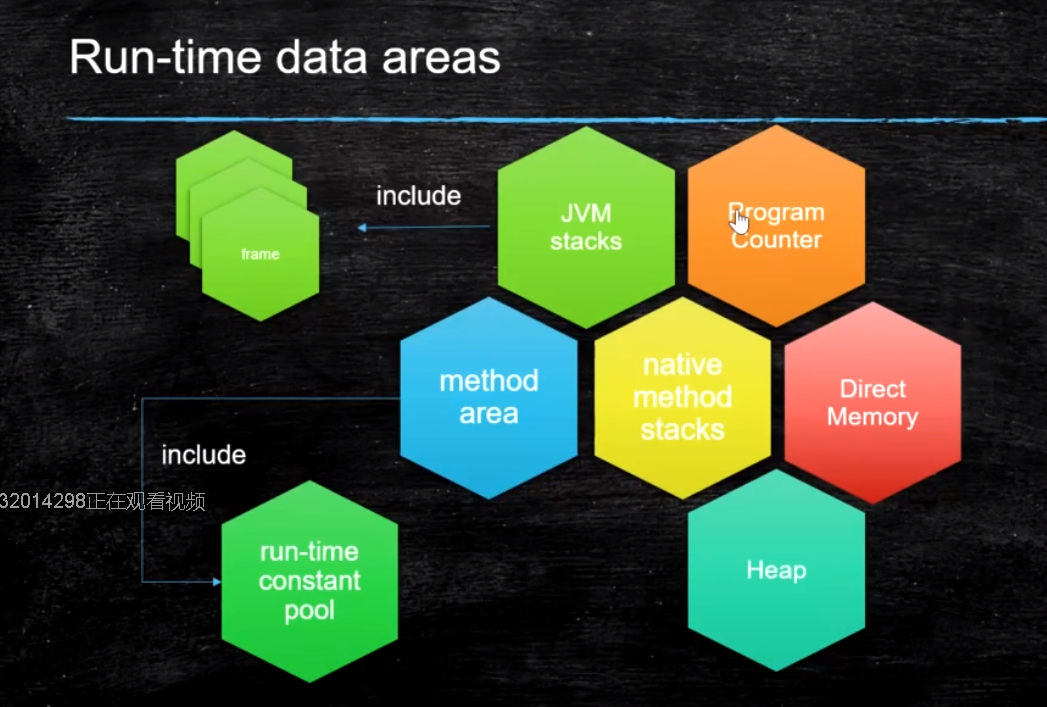 Run-time data areas
include
JVM
stacks
Program
Counter
frame
method
area
native
method
stacks
Direct
Memory
include
32014298正在观看视频
run-time
constant
pool
Heap